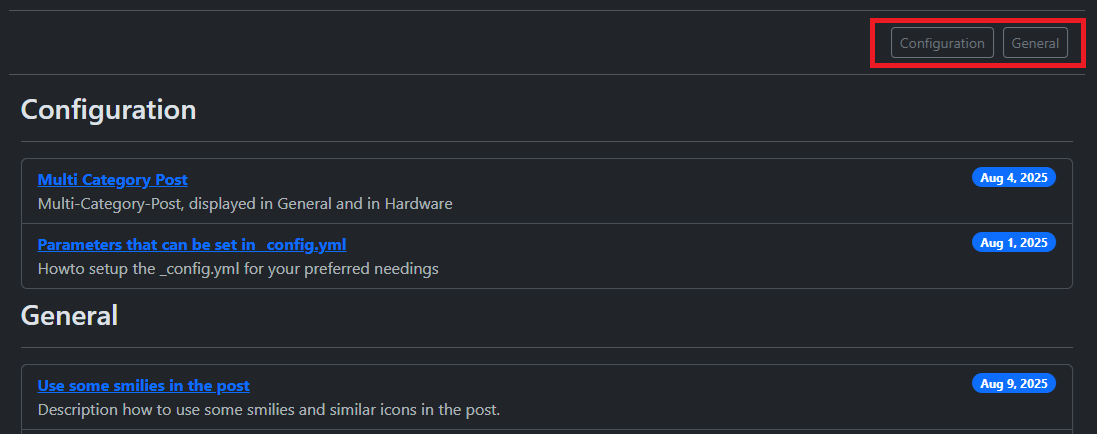 Configuration General
Configuration
Multi Category Post Aug 4, 2025
Multi-Category-Post, displayed in General and in Hardware
Parameters that can be set in _config.yml Aug 1, 2025
Howto setup the _config.yml for your preferred needings
General
Use some smilies in the post Aug 9, 2025
Description how to use some smilies and similar icons in the post.